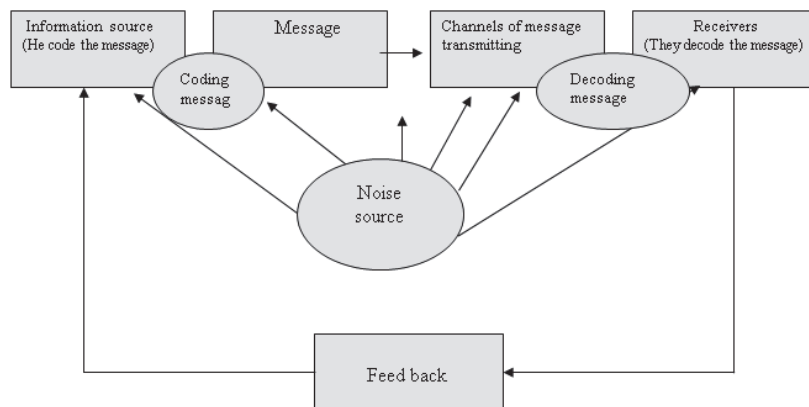 Information source
(He code the message)
Coding
messag
Message
Channels of message
transmitting
Decoding
message
Receivers
(They decode the message)
Noise
source
Feed back